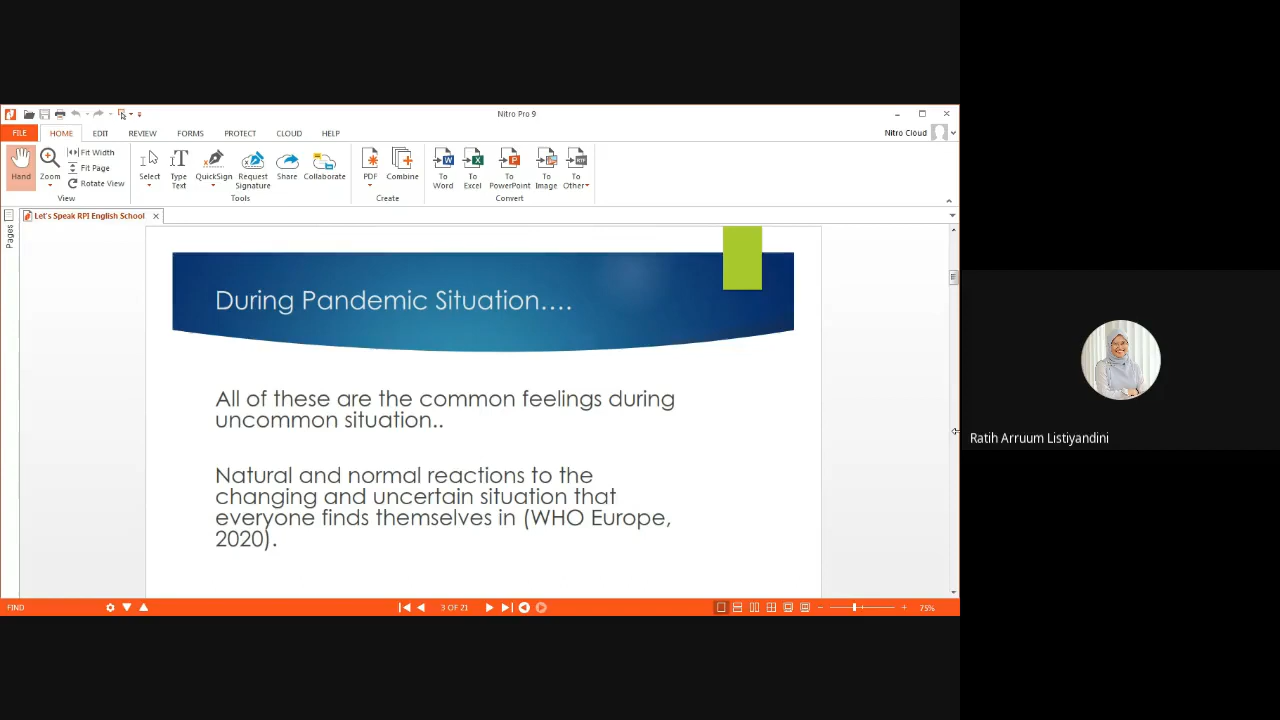 Nitro Pro 9
FILE HOME EDIT REVIEW FORMS PROTECT CLOUD HELP
Nitro Cloud
Hand
Zoom
Fit Width
Fit Page
Rotate View
View
Select
Type Text
QuickSign
Request Signature
Share
Collaborate
Tools
PDF
Combine
Create
To Word
To Excel
To PowerPoint
To Image
To Other
Convert
Let's Speak RPI English School
Pages
During Pandemic Situation....
All of these are the common feelings during
uncommon situation..
Natural and normal reactions to the
changing and uncertain situation that
everyone finds themselves in (WHO Europe,
2020).
Ratih Arruum Listiyandini
FIND
3 OF 21
75%